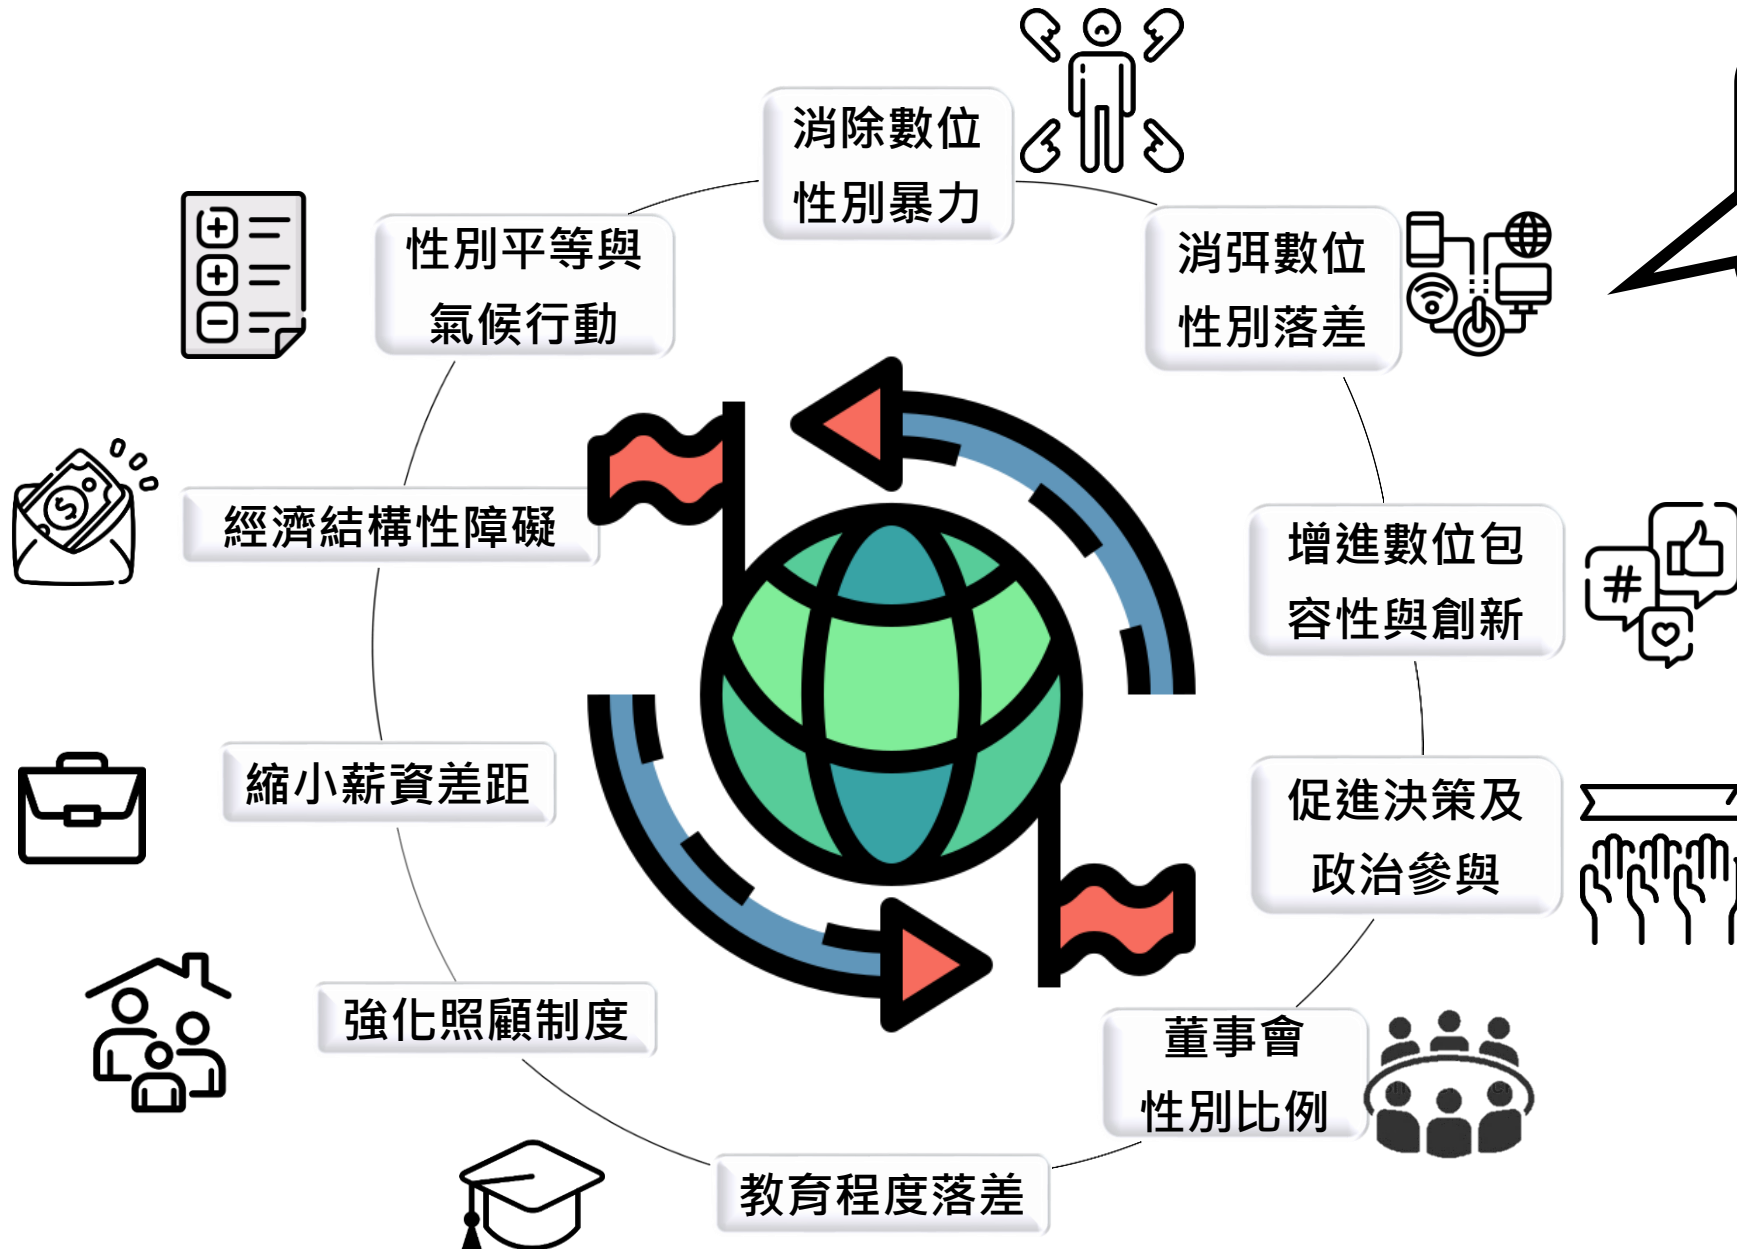 消除數位
性別暴力
消弭數位
性別落差
增進數位包
容性與創新
促進決策及
政治參與
董事會
性別比例
教育程度落差
強化照顧制度
縮小薪資差距
經濟結構性障礙
性別平等與
氣候行動